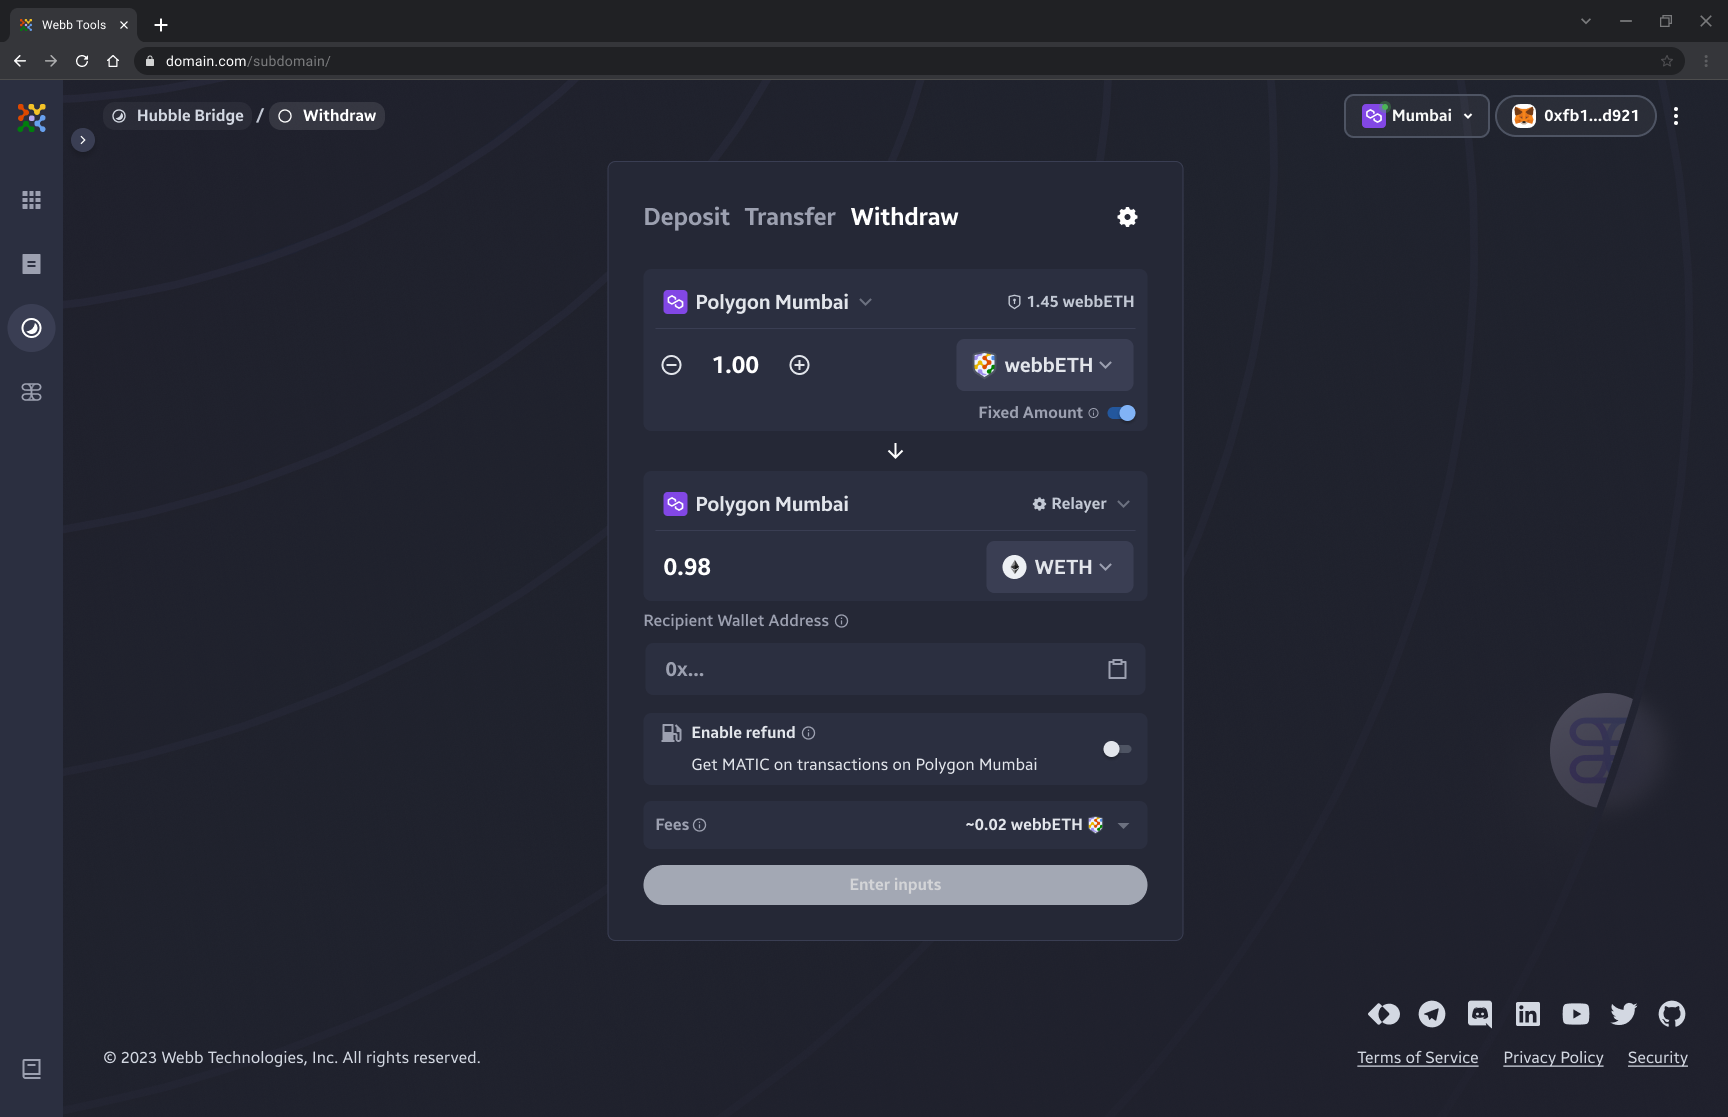 Webb Tools
domain.com/subdomain/
Hubble Bridge / Withdraw
Mumbai
0xfb1...d921
Deposit Transfer Withdraw
Polygon Mumbai
1.45 webbETH
1.00
webbETH
Fixed Amount
Polygon Mumbai
Relayer
0.98
WETH
Recipient Wallet Address
0x...
Enable refund
Get MATIC on transactions on Polygon Mumbai
Fees
~0.02 webbETH
Enter inputs
© 2023 Webb Technologies, Inc. All rights reserved.
Terms of Service
Privacy Policy
Security